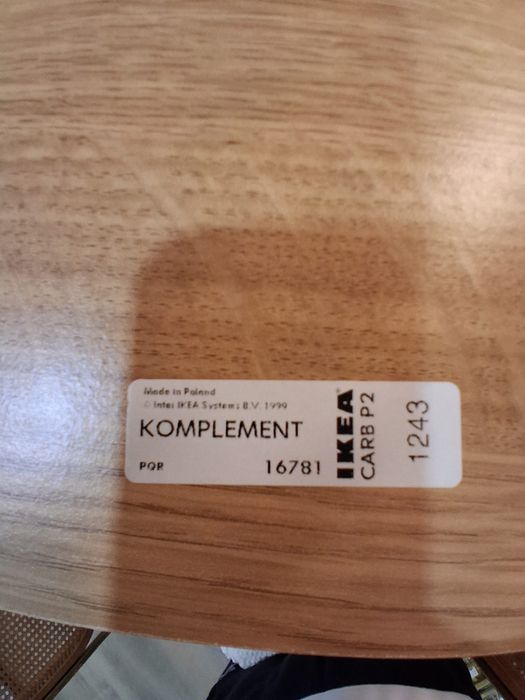 Made in Poland
© Inter IKEA Systems B.V. 1999
KOMPLEMENT
PQR 16781
IKEA®
CARB P2
1243